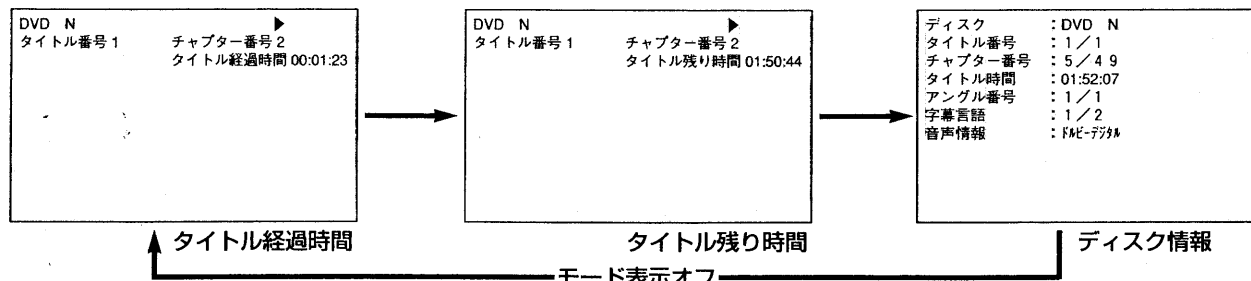 DVD N ▶
タイトル番号 1 チャプター番号 2
タイトル経過時間 00:01:23
タイトル経過時間
DVD N ▶
タイトル番号 1 チャプター番号 2
タイトル残り時間 01:50:44
タイトル残り時間
ディスク :DVD N
タイトル番号 :1/1
チャプター番号 :5/49
タイトル時間 :01:52:07
アングル番号 :1/1
字幕言語 :1/2
音声情報 :ドルビーデジタル
ディスク情報
モード表示オフ